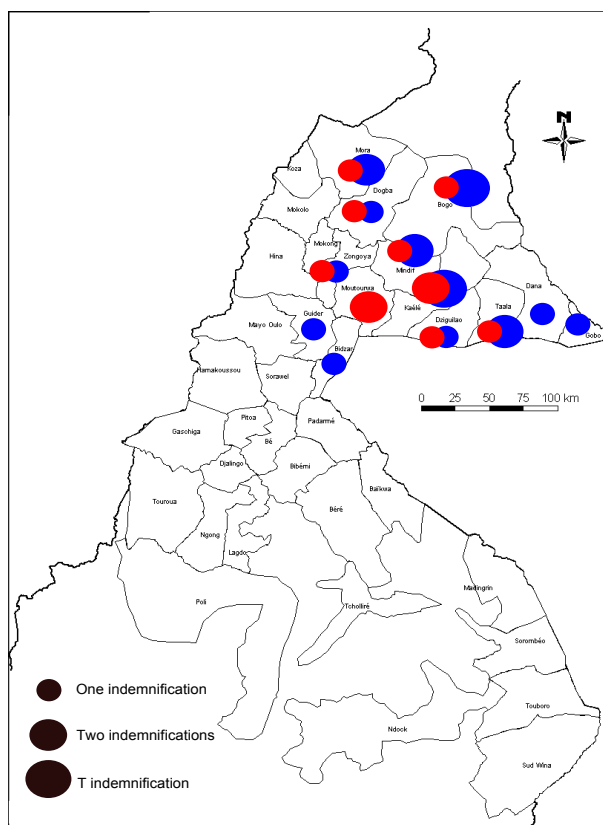 N
Mora
Koza
Dogba
Bogo
Mokolo
Mokong
Zongoya
Hina
Mindif
Moutourwa
Dana
Kaélé
Taala
Guider
Mayo Oulo
Dziguilao
Gobo
Bidzar
Hamakoussou
Sorawel
0 25 50 75 100 km
Pitoa
Padarmé
Gaschiga
Bé
Djalingo
Bibémi
Baïkwa
Touroua
Béré
Ngong
Lagdo
Madingrin
Poli
Tcholliré
Sorombéo
One indemnification
Touboro
Two indemnifications
Ndock
Sud Wina
T indemnification